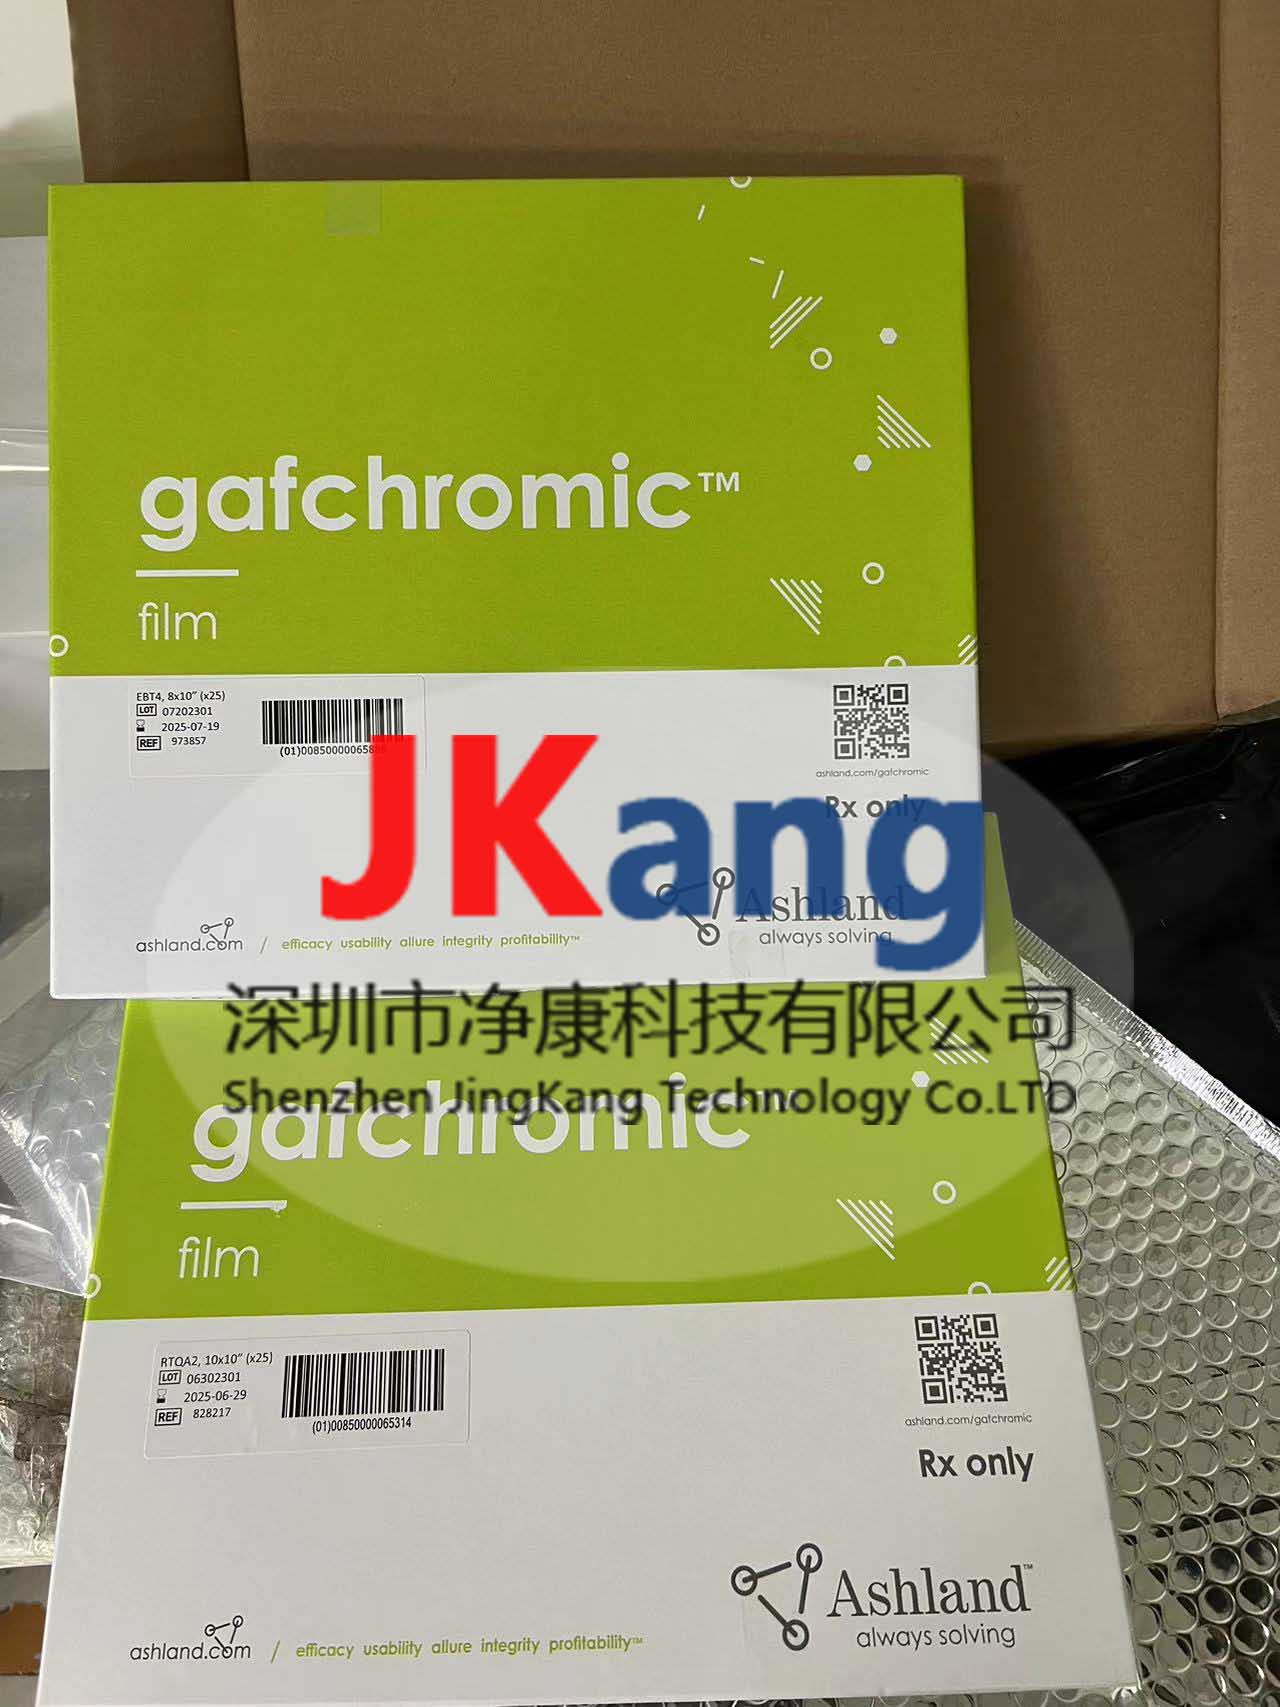 gafchromic™
film
EBT4, 8x10" (x25)
LOT 07202301
2025-07-19
REF 973857
ashland.com/gafchromic
Rx only
JKang
Ashland
always solving
ashland.com / efficacy usability allure integrity profitability™
深圳市净康科技有限公司
Shenzhen JingKang Technology Co.LTD
gafchromic™
film
RTQA2, 10x10" (x25)
LOT 06302301
2025-06-29
REF 828217
(01)00850000065314
ashland.com/gafchromic
Rx only
Ashland™
always solving
ashland.com / efficacy usability allure integrity profitability™